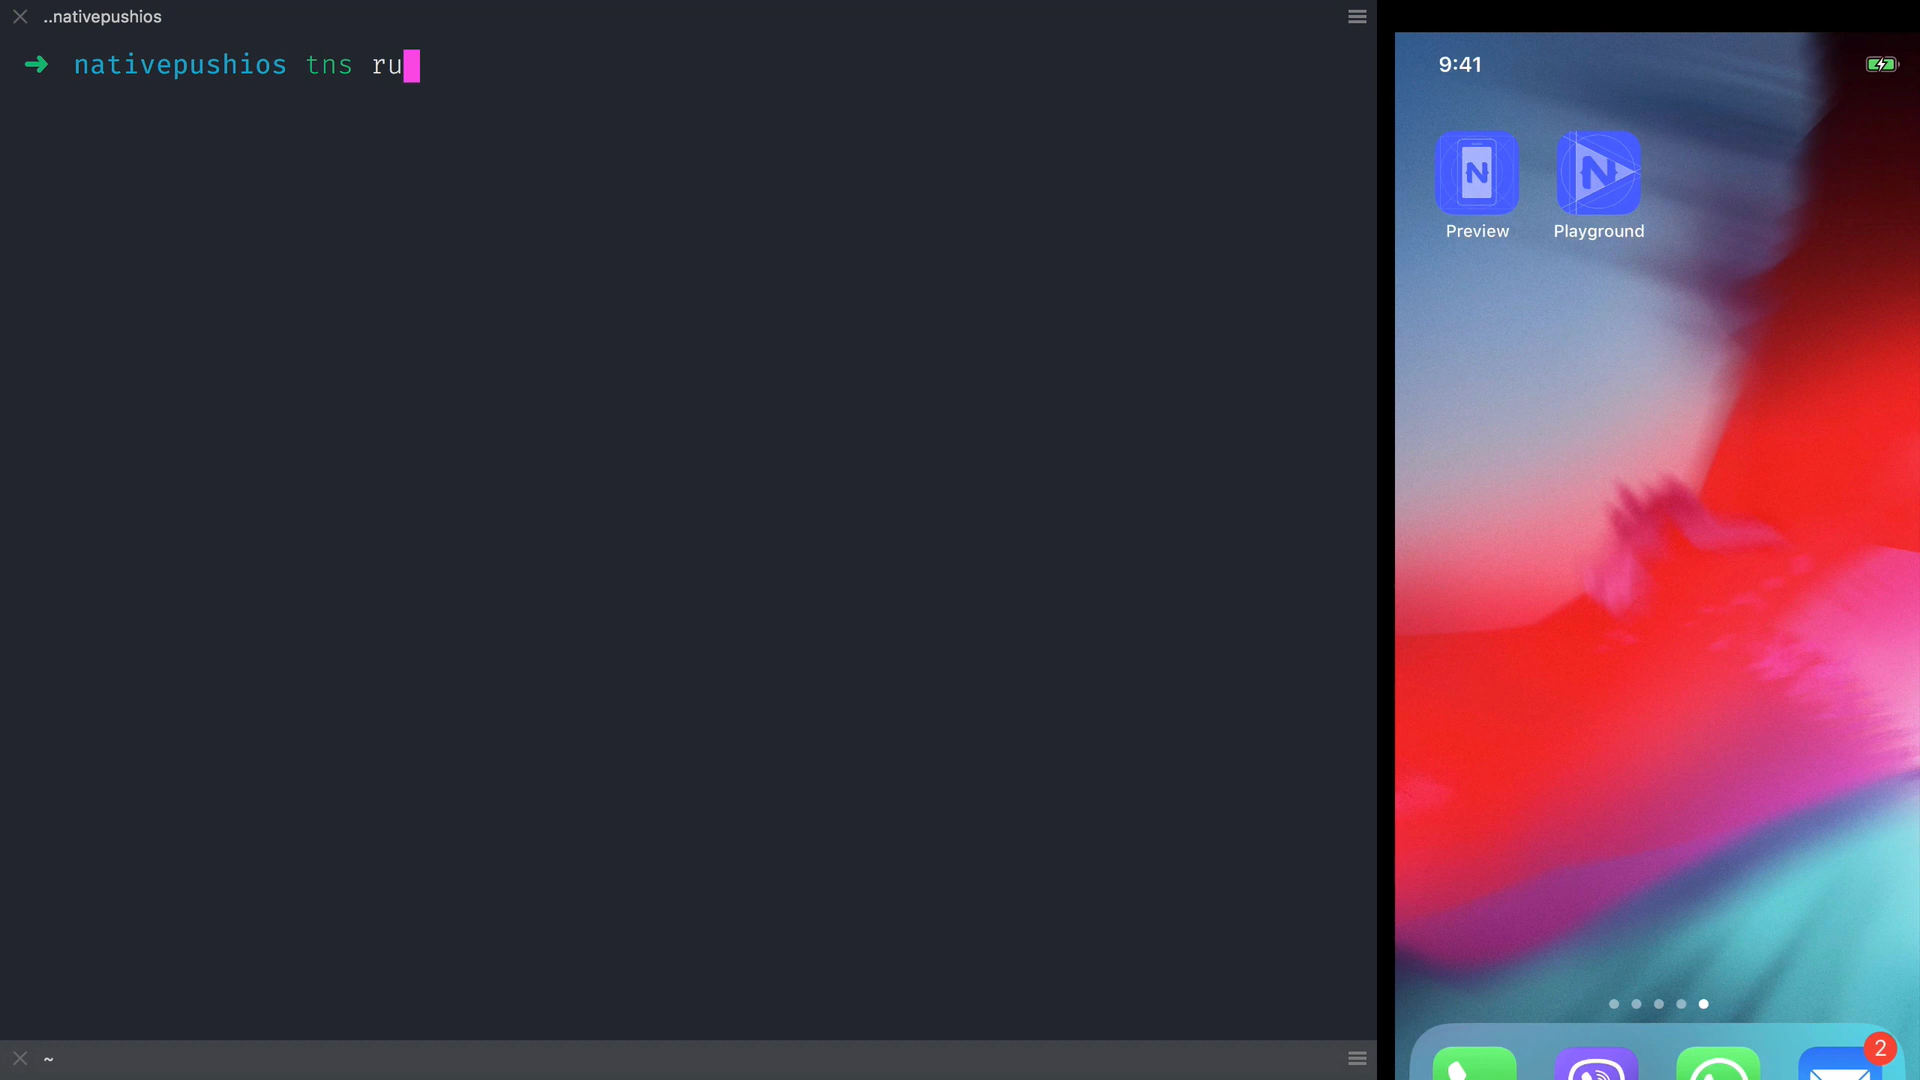 ..nativepushios
➜ nativepushios tns ru
~
9:41
N
N
Preview
Playground
2